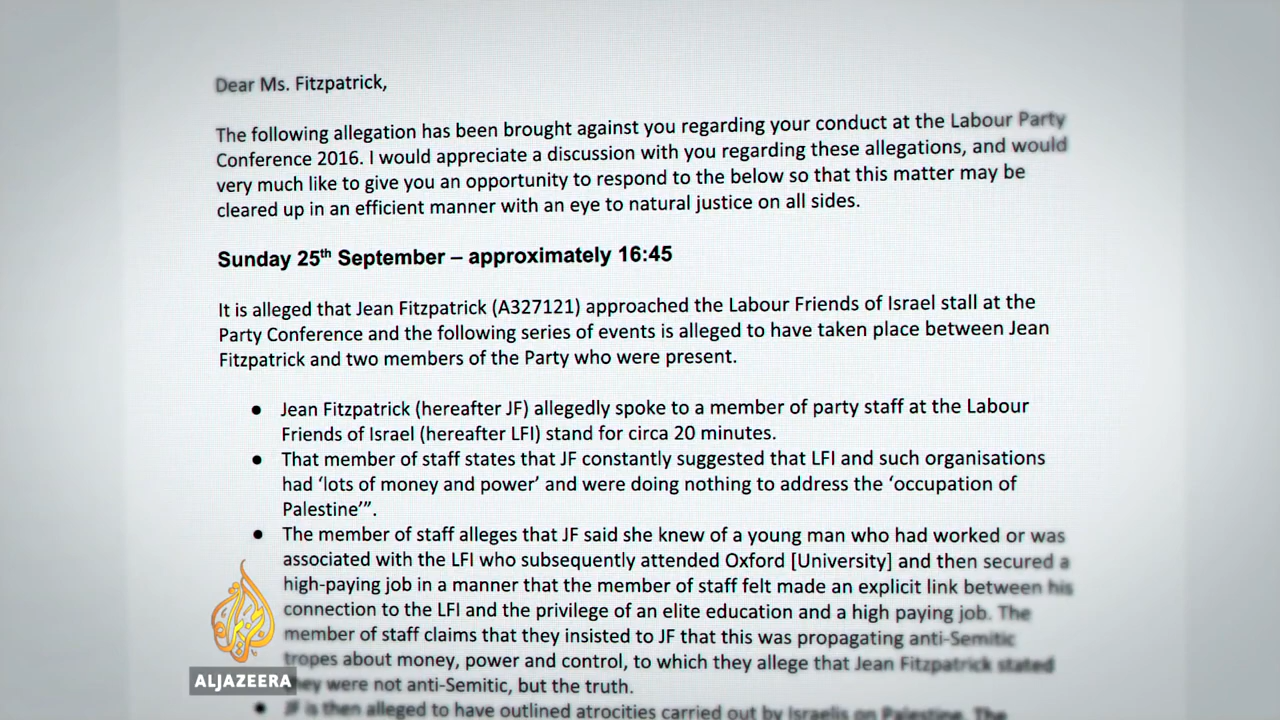 Dear Ms. Fitzpatrick,
The following allegation has been brought against you regarding your conduct at the Labour Party
Conference 2016. I would appreciate a discussion with you regarding these allegations, and would
very much like to give you an opportunity to respond to the below so that this matter may be
cleared up in an efficient manner with an eye to natural justice on all sides.
Sunday 25th September – approximately 16:45
It is alleged that Jean Fitzpatrick (A327121) approached the Labour Friends of Israel stall at the
Party Conference and the following series of events is alleged to have taken place between Jean
Fitzpatrick and two members of the Party who were present.
● Jean Fitzpatrick (hereafter JF) allegedly spoke to a member of party staff at the Labour
Friends of Israel (hereafter LFI) stand for circa 20 minutes.
● That member of staff states that JF constantly suggested that LFI and such organisations
had ‘lots of money and power’ and were doing nothing to address the ‘occupation of
Palestine’”.
● The member of staff alleges that JF said she knew of a young man who had worked or was
associated with the LFI who subsequently attended Oxford [University] and then secured a
high-paying job in a manner that the member of staff felt made an explicit link between his
connection to the LFI and the privilege of an elite education and a high paying job. The
member of staff claims that they insisted to JF that this was propagating anti-Semitic
tropes about money, power and control, to which they allege that Jean Fitzpatrick stated
they were not anti-Semitic, but the truth.
● JF is then alleged to have outlined atrocities carried out by Israelis on Palestine. The
الجزيرة
ALJAZEERA